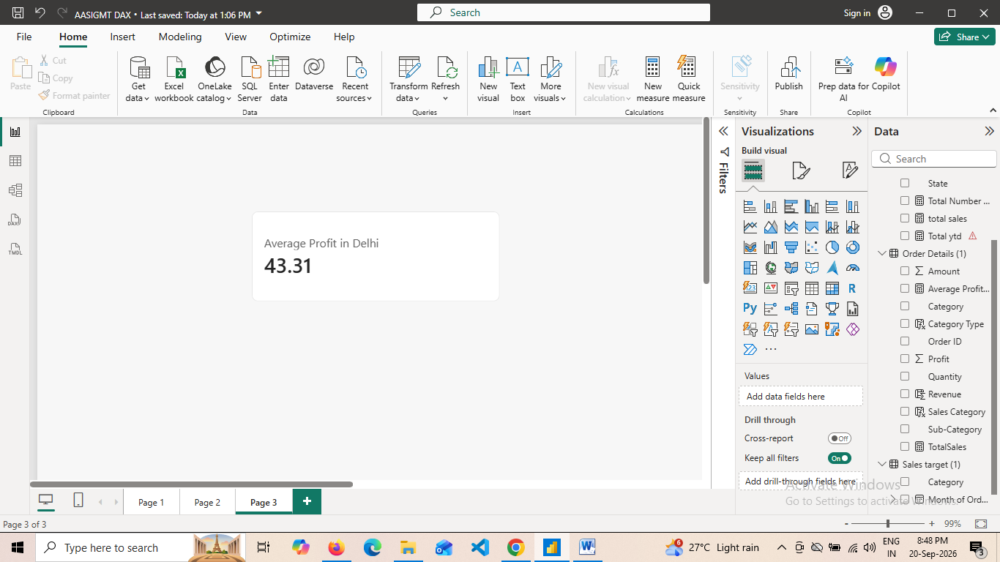 AASIGMT DAX • Last saved: Today at 1:06 PM
Search
Sign in
File Home Insert Modeling View Optimize Help
Share
Paste
Cut
Copy
Format painter
Clipboard
Get data
Excel workbook
OneLake catalog
SQL Server
Enter data
Dataverse
Recent sources
Data
Transform data
Refresh
Queries
New visual
Text box
More visuals
Insert
New visual calculation
New measure
Quick measure
Calculations
Sensitivity
Sensitivity
Publish
Share
Prep data for AI
Copilot
Copilot
DAX
TMDL
Average Profit in Delhi
43.31
Filters
Visualizations
Build visual
123
R
Py
Values
Add data fields here
Drill through
Cross-report
Off
Keep all filters
On
Add drill-through fields here
Data
Search
State
Total Number ...
total sales
Total ytd
Order Details (1)
Amount
Average Profit...
Category
Category Type
Order ID
Profit
Quantity
Revenue
Sales Category
Sub-Category
TotalSales
Sales target (1)
Category
Month of Ord...
Activate Windows
Go to Settings to activate Windows.
Page 1
Page 2
Page 3
+
Page 3 of 3
- + 99%
Type here to search
6
27°C Light rain
ENG
IN
8:48 PM
20-Sep-2026
3